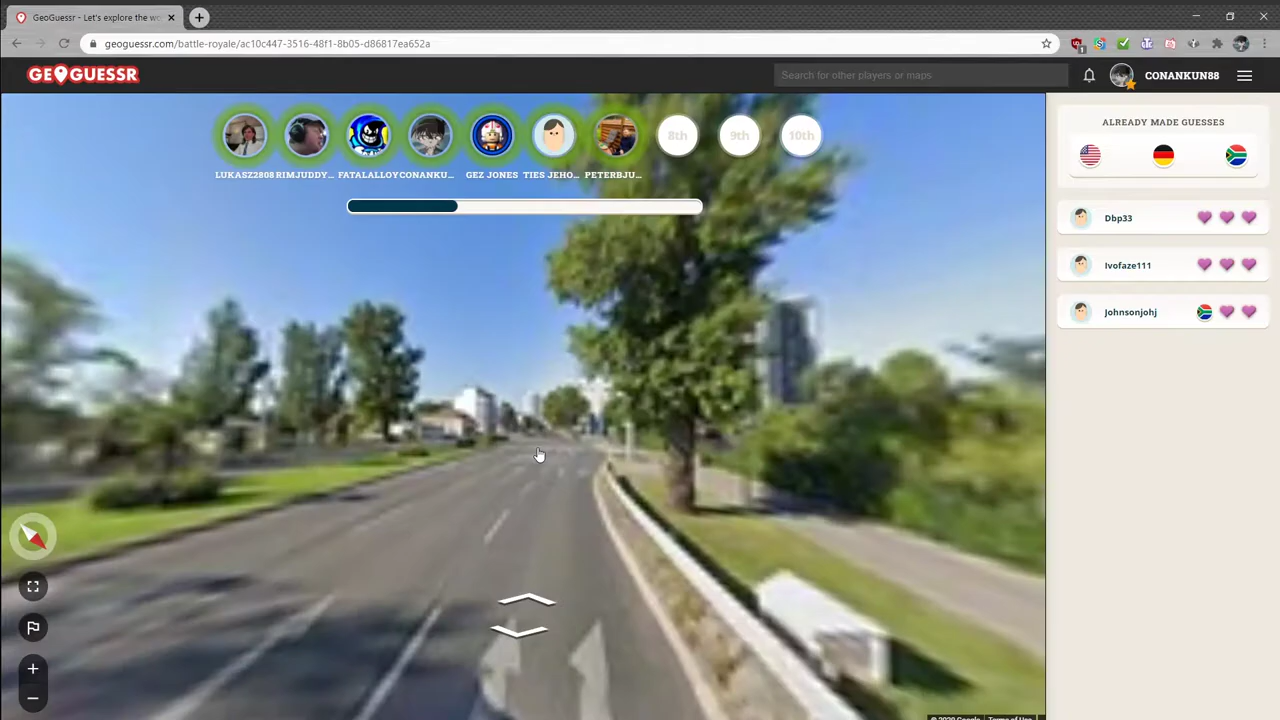 GeoGuessr - Let's explore the wo
geoguessr.com/battle-royale/ac10c447-3516-48f1-8b05-d86817ea652a
GEOGUESSR
Search for other players or maps
CONANKUN88
8th
9th
10th
LUKASZ2808 RIMJUDDY... FATALALLOY CONANKU... GEZ JONES TIES JEHO... PETERBJU...
ALREADY MADE GUESSES
Dbp33
Ivofaze111
Johnsonjohj
© 2020 Google
Terms of Use